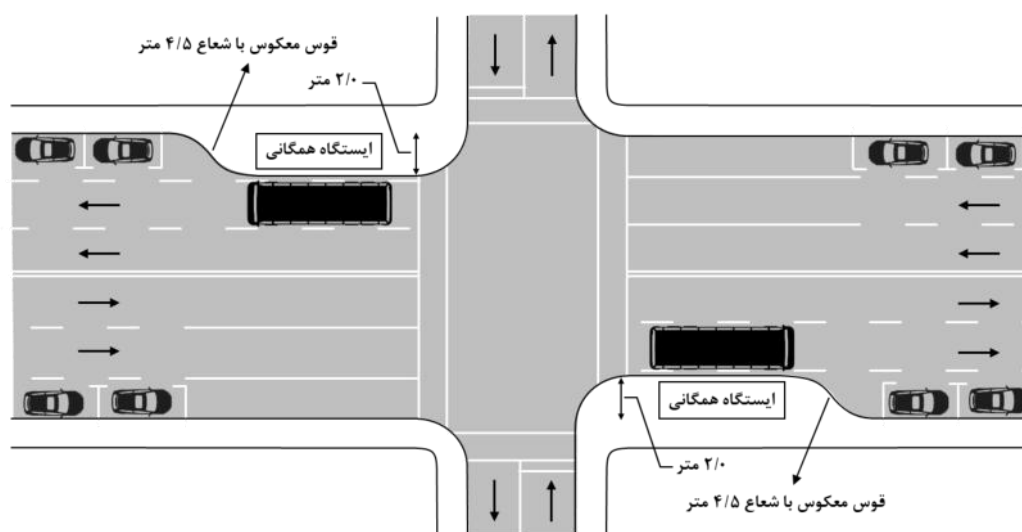 قوس معکوس با شعاع ۴/۵ متر
۲/۰ متر
ایستگاه همگانی
ایستگاه همگانی
۲/۰ متر
قوس معکوس با شعاع ۴/۵ متر